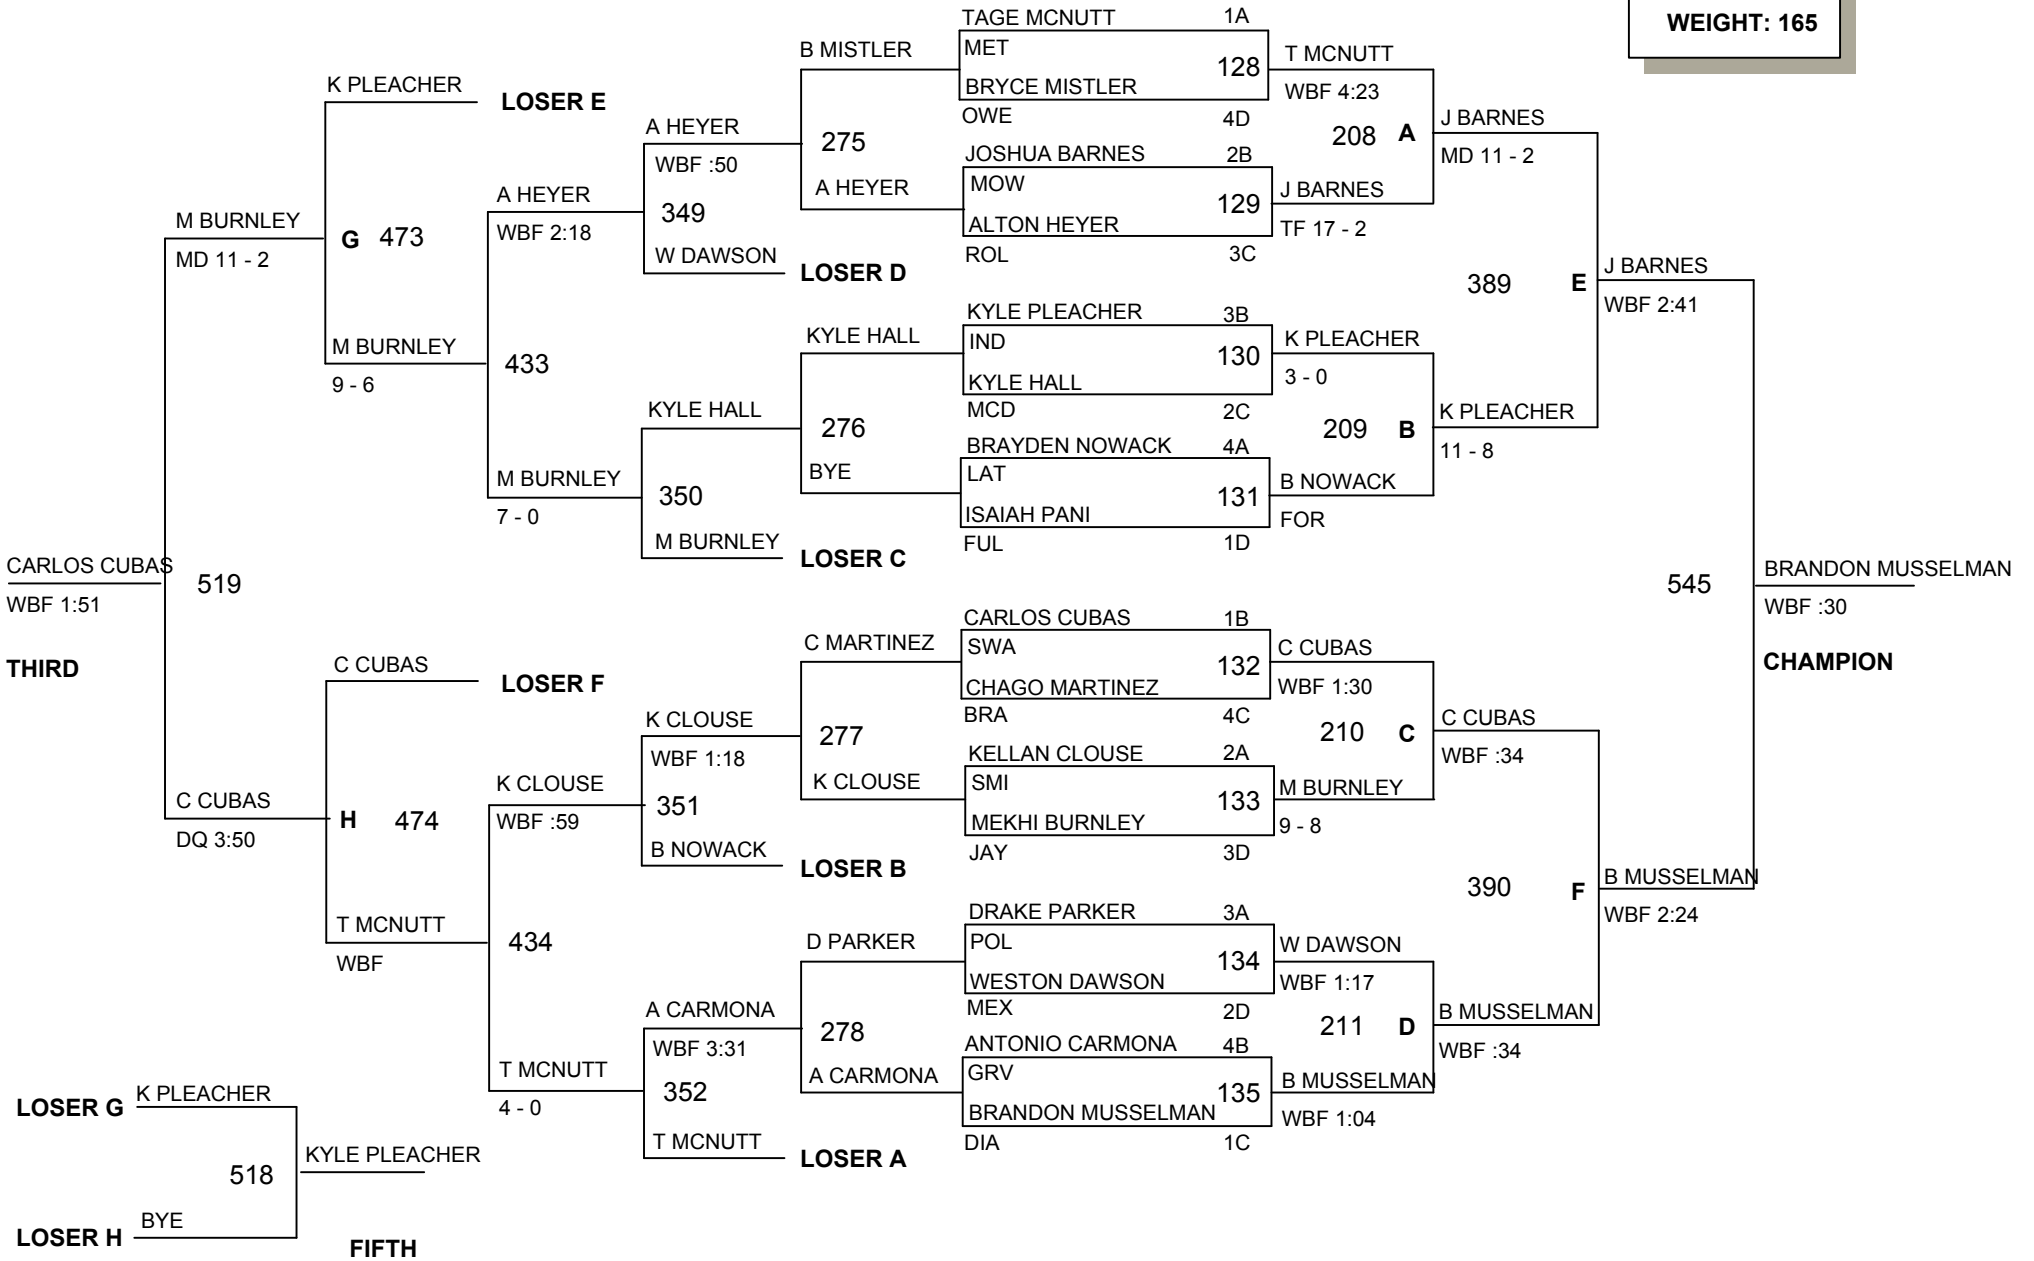 WEIGHT: 165
TAGE MCNUTT 1A
MET
128
BRYCE MISTLER
OWE 4D
JOSHUA BARNES 2B
MOW
129
ALTON HEYER
ROL 3C
KYLE PLEACHER 3B
IND
130
KYLE HALL
MCD 2C
BRAYDEN NOWACK 4A
LAT
131
ISAIAH PANI
FUL 1D
CARLOS CUBAS 1B
SWA
132
CHAGO MARTINEZ
BRA 4C
KELLAN CLOUSE 2A
SMI
133
MEKHI BURNLEY
JAY 3D
DRAKE PARKER 3A
POL
134
WESTON DAWSON
MEX 2D
ANTONIO CARMONA 4B
GRV
135
BRANDON MUSSELMAN
DIA 1C
T MCNUTT
WBF 4:23
208 A
J BARNES
TF 17 - 2
K PLEACHER
3 - 0
209 B
B NOWACK
FOR
C CUBAS
WBF 1:30
210 C
M BURNLEY
9 - 8
W DAWSON
WBF 1:17
211 D
B MUSSELMAN
WBF 1:04
J BARNES
MD 11 - 2
389 E
K PLEACHER
11 - 8
C CUBAS
WBF :34
390 F
B MUSSELMAN
WBF :34
J BARNES
WBF 2:41
545
B MUSSELMAN
WBF 2:24
BRANDON MUSSELMAN
WBF :30
CHAMPION
B MISTLER
275
A HEYER
KYLE HALL
276
BYE
C MARTINEZ
277
K CLOUSE
D PARKER
278
A CARMONA
A HEYER
WBF :50
349
W DAWSON
LOSER D
KYLE HALL
350
M BURNLEY
LOSER C
K CLOUSE
WBF 1:18
351
B NOWACK
LOSER B
A CARMONA
WBF 3:31
352
T MCNUTT
LOSER A
A HEYER
WBF 2:18
433
M BURNLEY
7 - 0
K CLOUSE
WBF :59
434
T MCNUTT
4 - 0
K PLEACHER
LOSER E
G 473
M BURNLEY
9 - 6
C CUBAS
LOSER F
H 474
T MCNUTT
WBF
M BURNLEY
MD 11 - 2
519
C CUBAS
DQ 3:50
CARLOS CUBAS
WBF 1:51
THIRD
LOSER G K PLEACHER
518
KYLE PLEACHER
LOSER H BYE
FIFTH